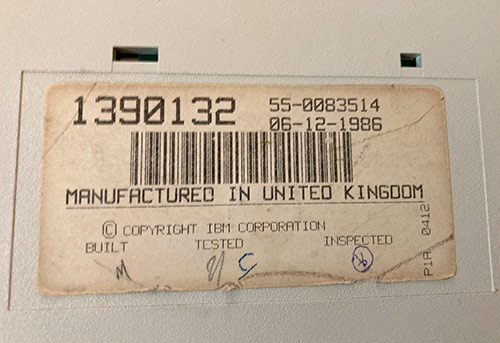 1390132 55-0083514
06-12-1986
MANUFACTURED IN UNITED KINGDOM
© COPYRIGHT IBM CORPORATION
BUILT TESTED INSPECTED
M C
P1A 0412